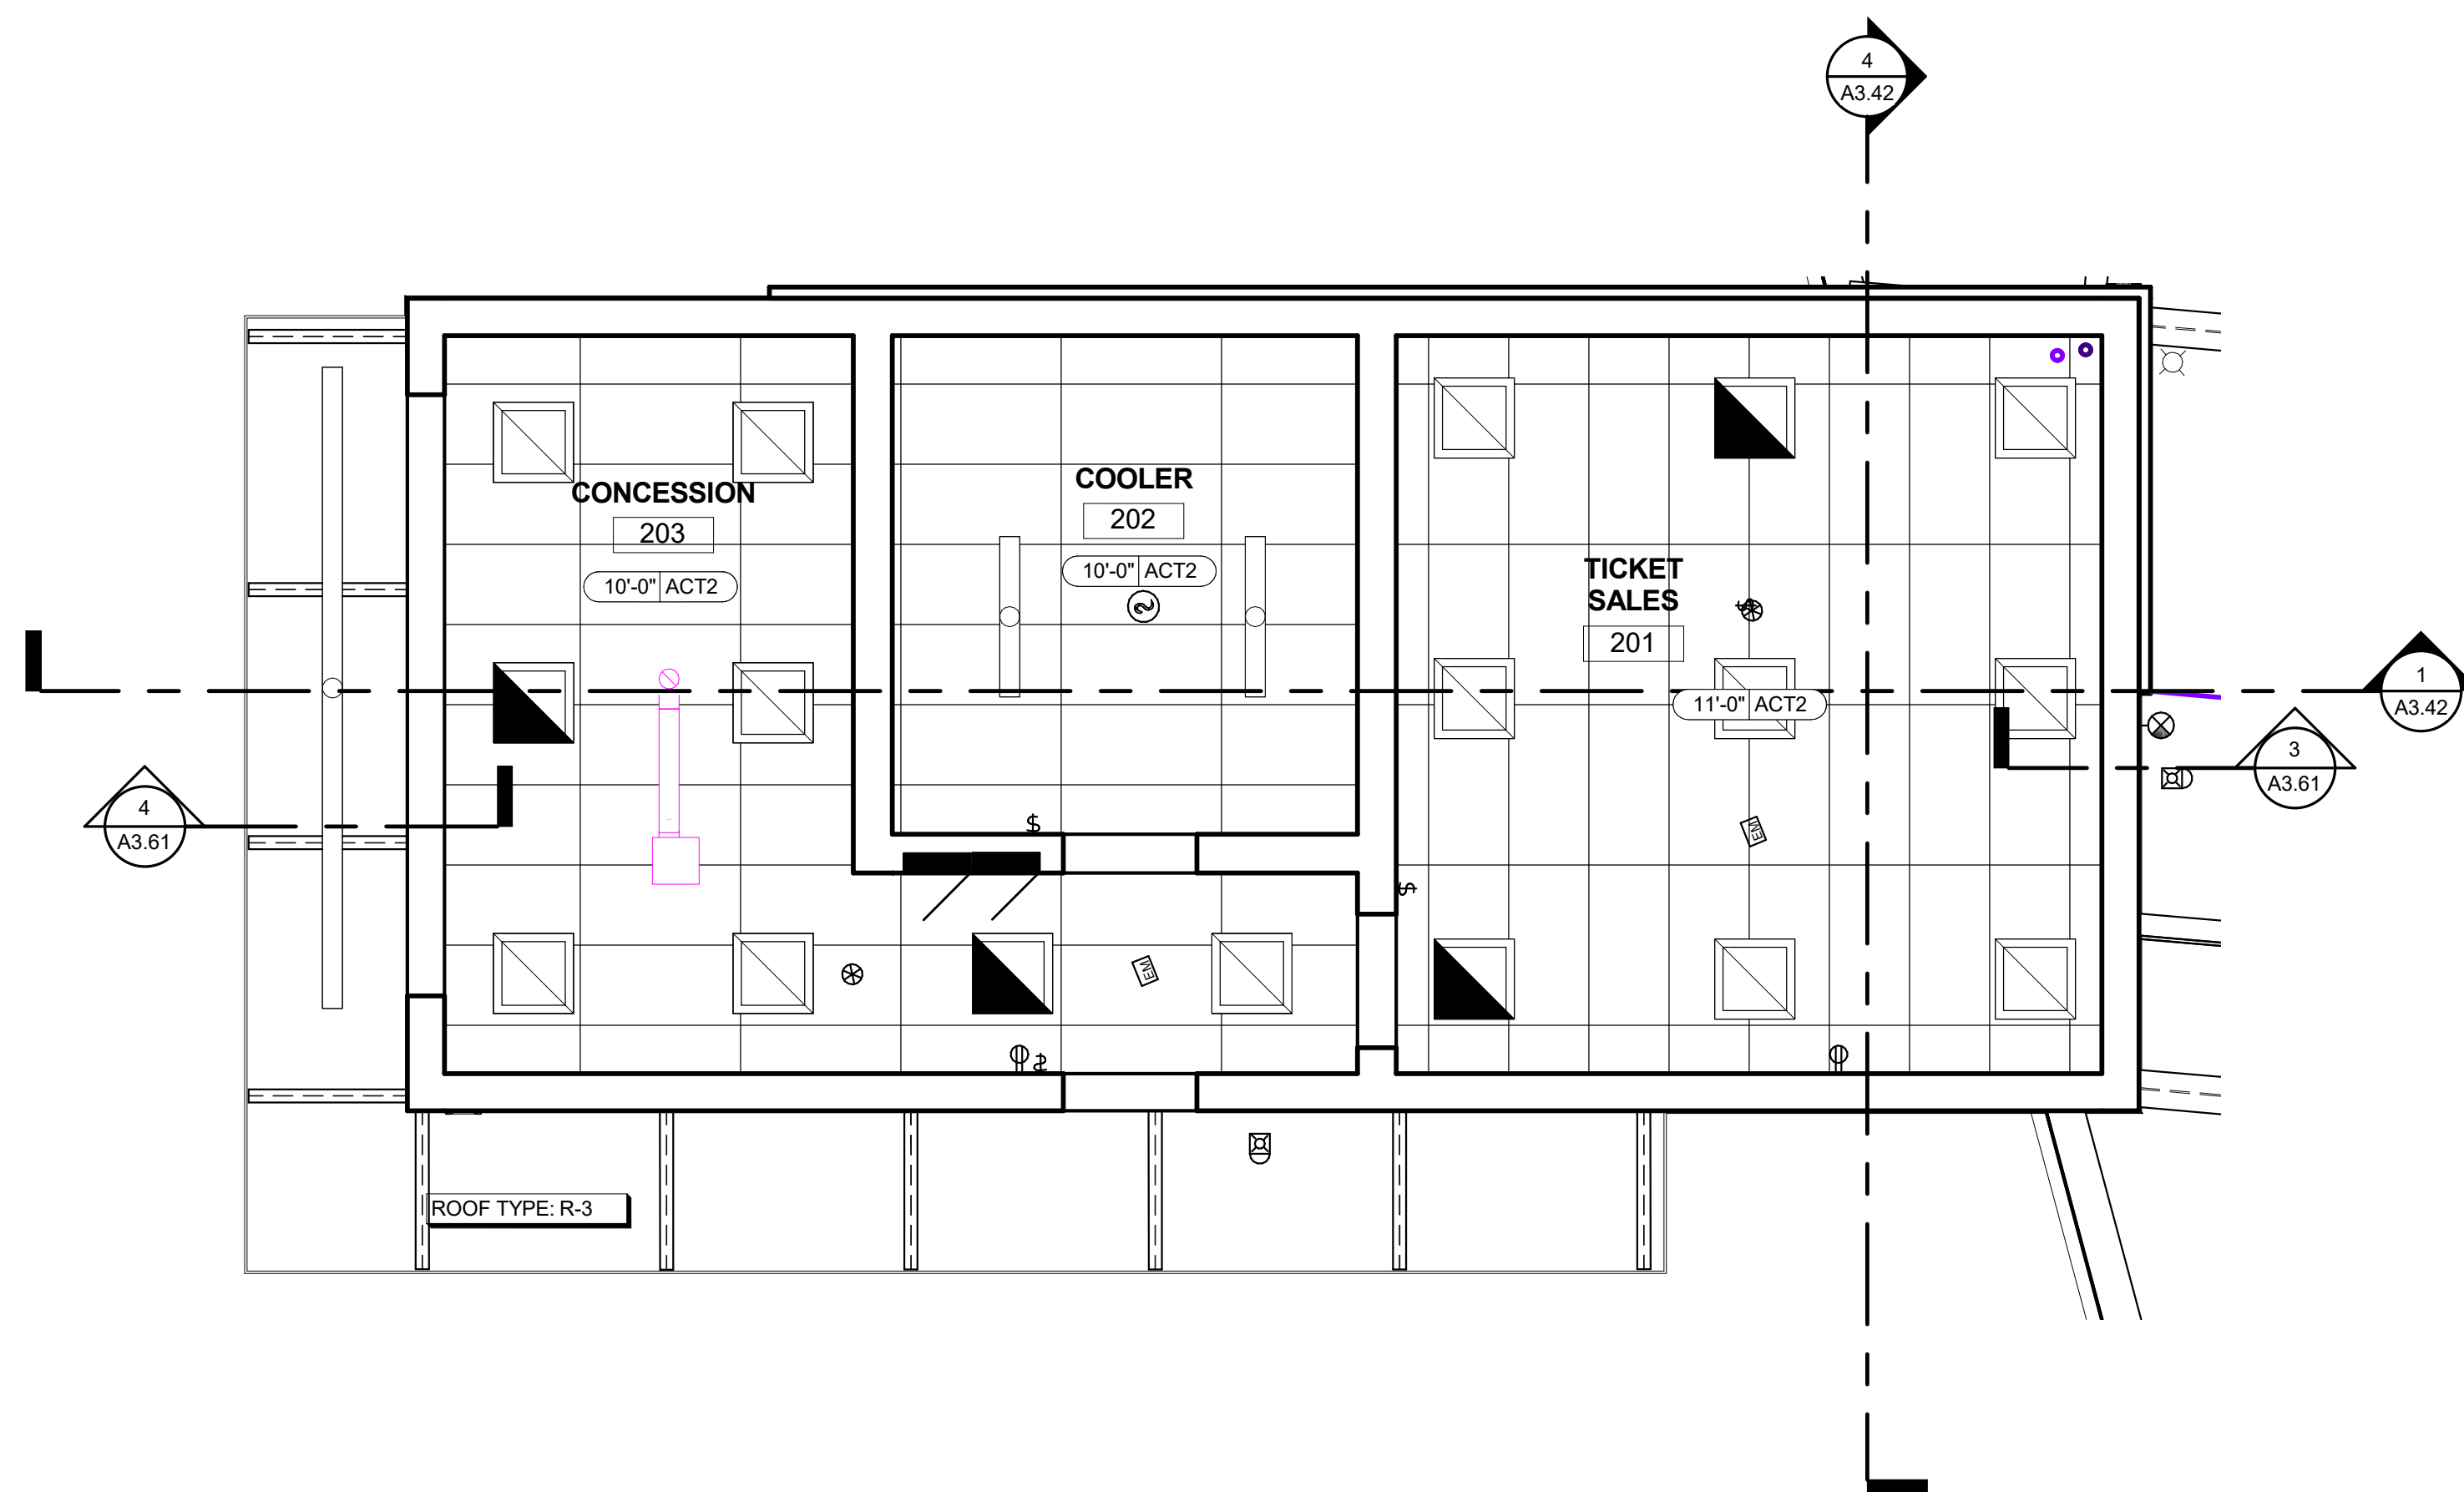 4
A3.42
CONCESSION
203
10'-0" ACT2
COOLER
202
10'-0" ACT2
TICKET
SALES
201
11'-0" ACT2
1
A3.42
3
A3.61
4
A3.61
$
$
$
$
EM
EM
ROOF TYPE: R-3